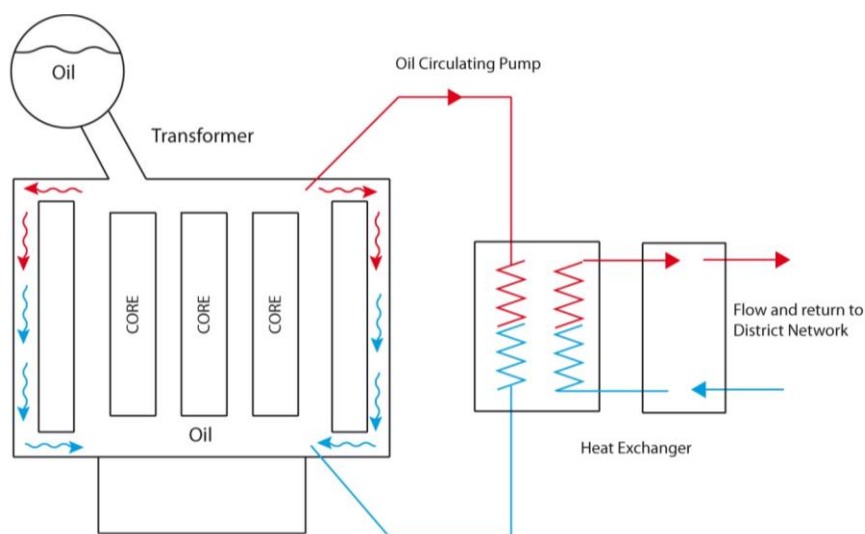 Oil
Oil Circulating Pump
Transformer
CORE
CORE
CORE
Flow and return to
District Network
Oil
Heat Exchanger